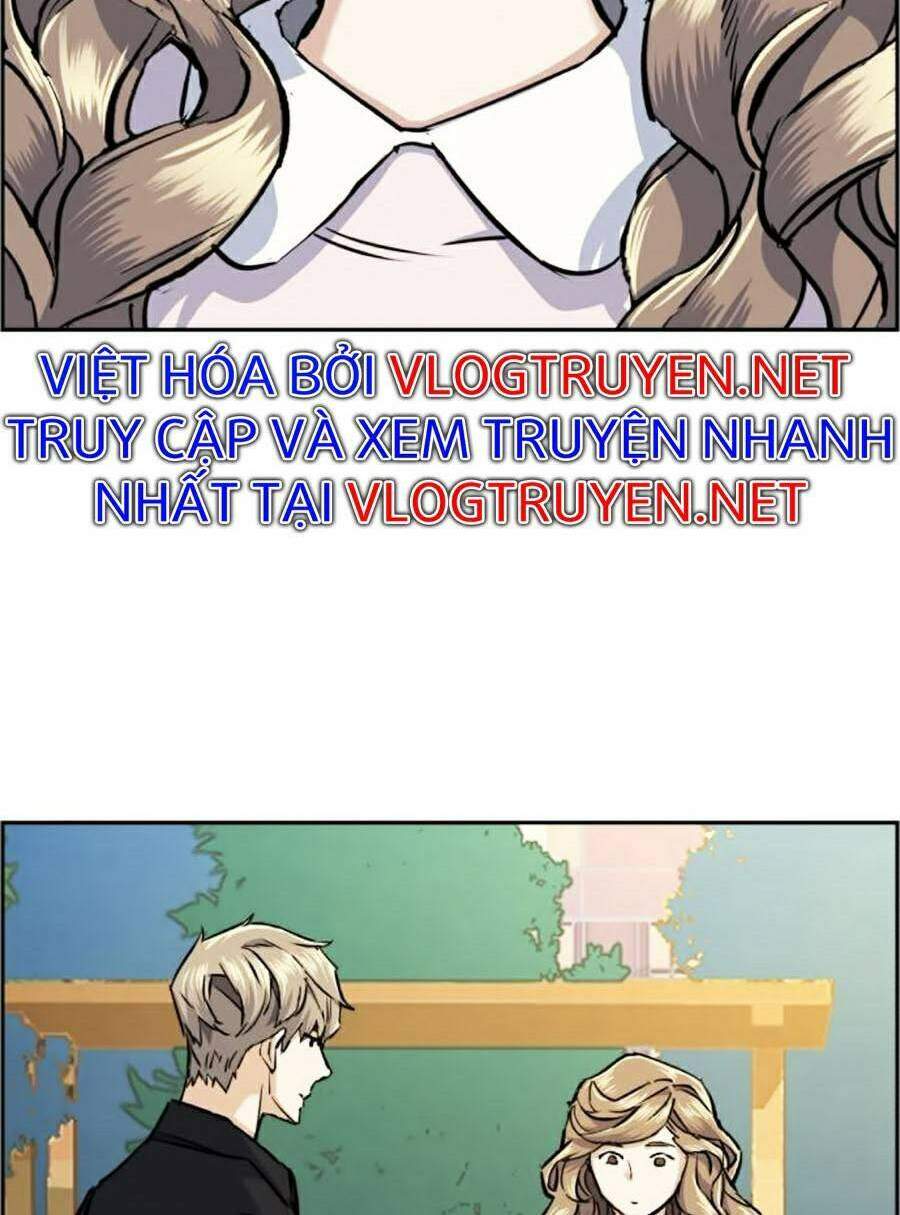 VIỆT HÓA BỞI VLOGTRUYEN.NET
TRUY CẬP VÀ XEM TRUYỆN NHANH
NHẤT TẠI VLOGTRUYEN.NET